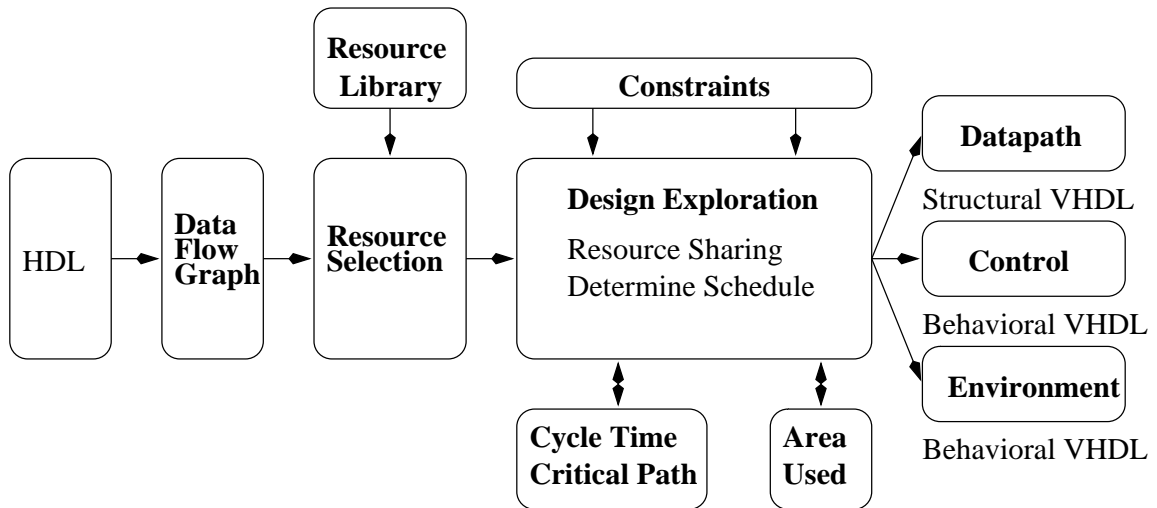 Resource
Library
Constraints
HDL
Data
Flow
Graph
Resource
Selection
Design Exploration
Resource Sharing
Determine Schedule
Datapath
Structural VHDL
Control
Behavioral VHDL
Environment
Behavioral VHDL
Cycle Time
Critical Path
Area
Used